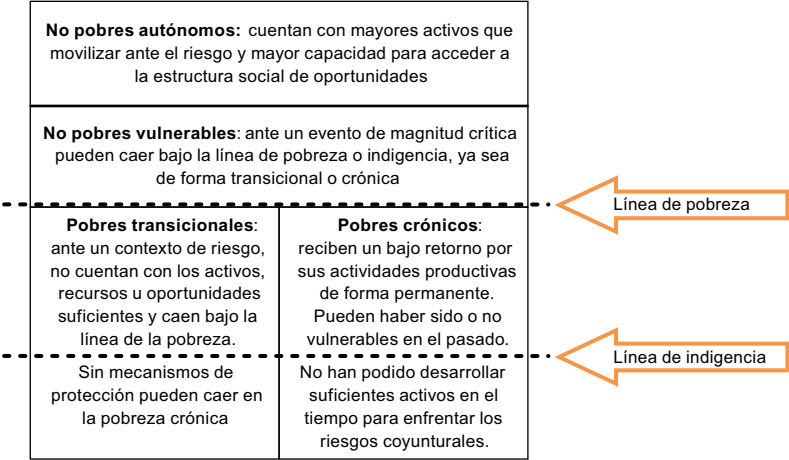 No pobres autónomos: cuentan con mayores activos que
movilizar ante el riesgo y mayor capacidad para acceder a
la estructura social de oportunidades
No pobres vulnerables: ante un evento de magnitud crítica
pueden caer bajo la línea de pobreza o indigencia, ya sea
de forma transicional o crónica
Línea de pobreza
Pobres transicionales:
ante un contexto de riesgo,
no cuentan con los activos,
recursos u oportunidades
suficientes y caen bajo la
línea de la pobreza.
Sin mecanismos de
protección pueden caer en
la pobreza crónica
Pobres crónicos:
reciben un bajo retorno por
sus actividades productivas
de forma permanente.
Pueden haber sido o no
vulnerables en el pasado.
No han podido desarrollar
suficientes activos en el
tiempo para enfrentar los
riesgos coyunturales.
Línea de indigencia